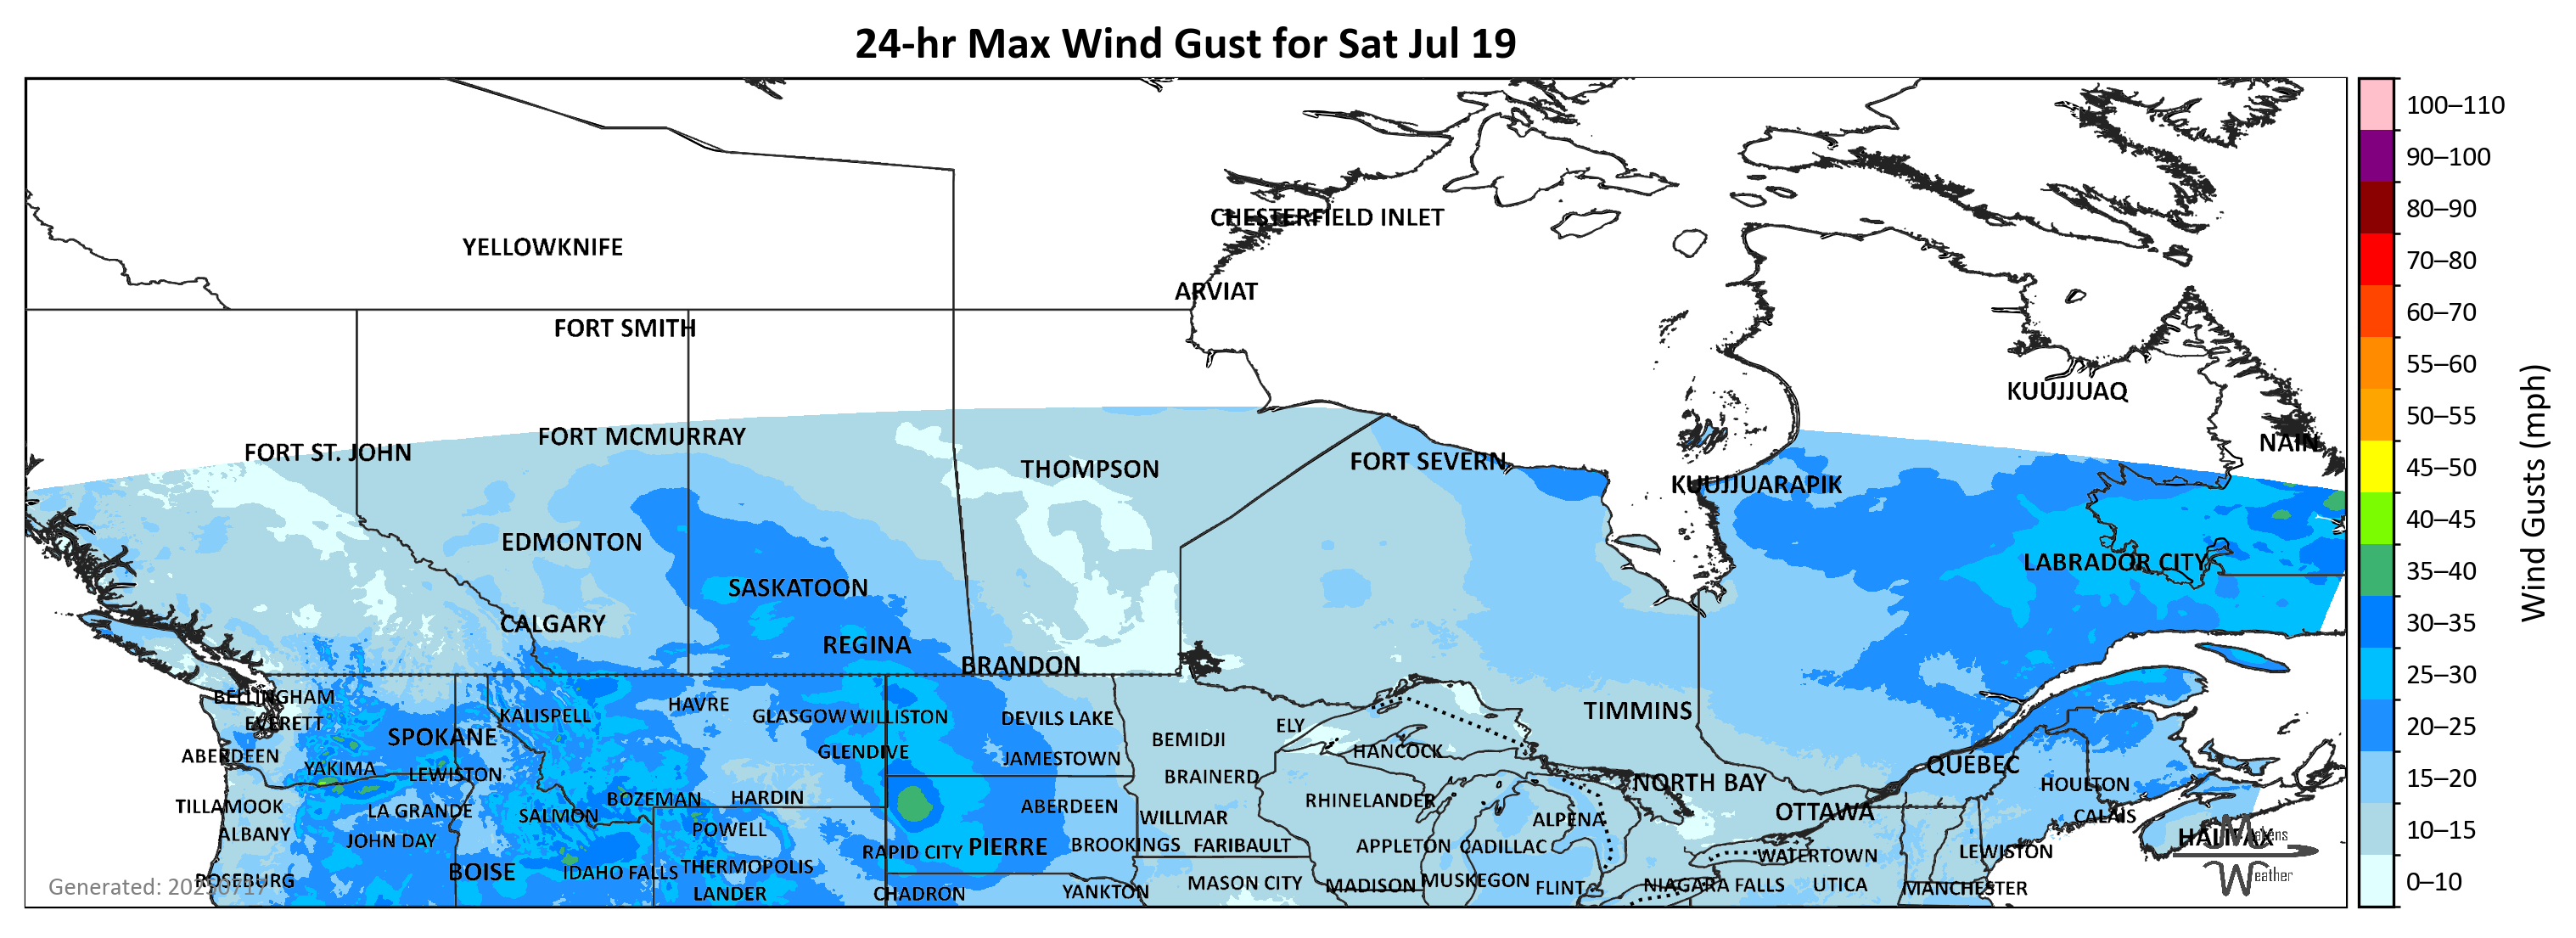 24-hr Max Wind Gust for Sat Jul 19
100–110
90–100
80–90
70–80
60–70
55–60
50–55
45–50
40–45
35–40
30–35
25–30
20–25
15–20
10–15
0–10
Wind Gusts (mph)
CHESTERFIELD INLET
YELLOWKNIFE
ARVIAT
FORT SMITH
KUUJJUAQ
FORT MCMURRAY
NAIN
FORT ST. JOHN
FORT SEVERN
THOMPSON
KUUJJUARAPIK
EDMONTON
LABRADOR CITY
SASKATOON
CALGARY
REGINA
BRANDON
BELLINGHAM
HAVRE
TIMMINS
KALISPELL
GLASGOW
WILLISTON
DEVILS LAKE
EVERETT
ELY
SPOKANE
BEMIDJI
GLENDIVE
HANCOCK
ABERDEEN
JAMESTOWN
QUÉBEC
YAKIMA
LEWISTON
BRAINERD
NORTH BAY
HOULTON
BOZEMAN
HARDIN
RHINELANDER
TILLAMOOK
ABERDEEN
LA GRANDE
SALMON
WILLMAR
OTTAWA
CALAIS
ALPENA
POWELL
ALBANY
JOHN DAY
HALIFAX
Makens
RAPID CITY
PIERRE
BROOKINGS
FARIBAULT
APPLETON
CADILLAC
WATERTOWN
LEWISTON
BOISE
IDAHO FALLS
THERMOPOLIS
Weather
ROSEBURG
MASON CITY
MADISON
MUSKEGON
FLINT
NIAGARA FALLS
UTICA
MANCHESTER
LANDER
CHADRON
YANKTON
Generated: 20250717